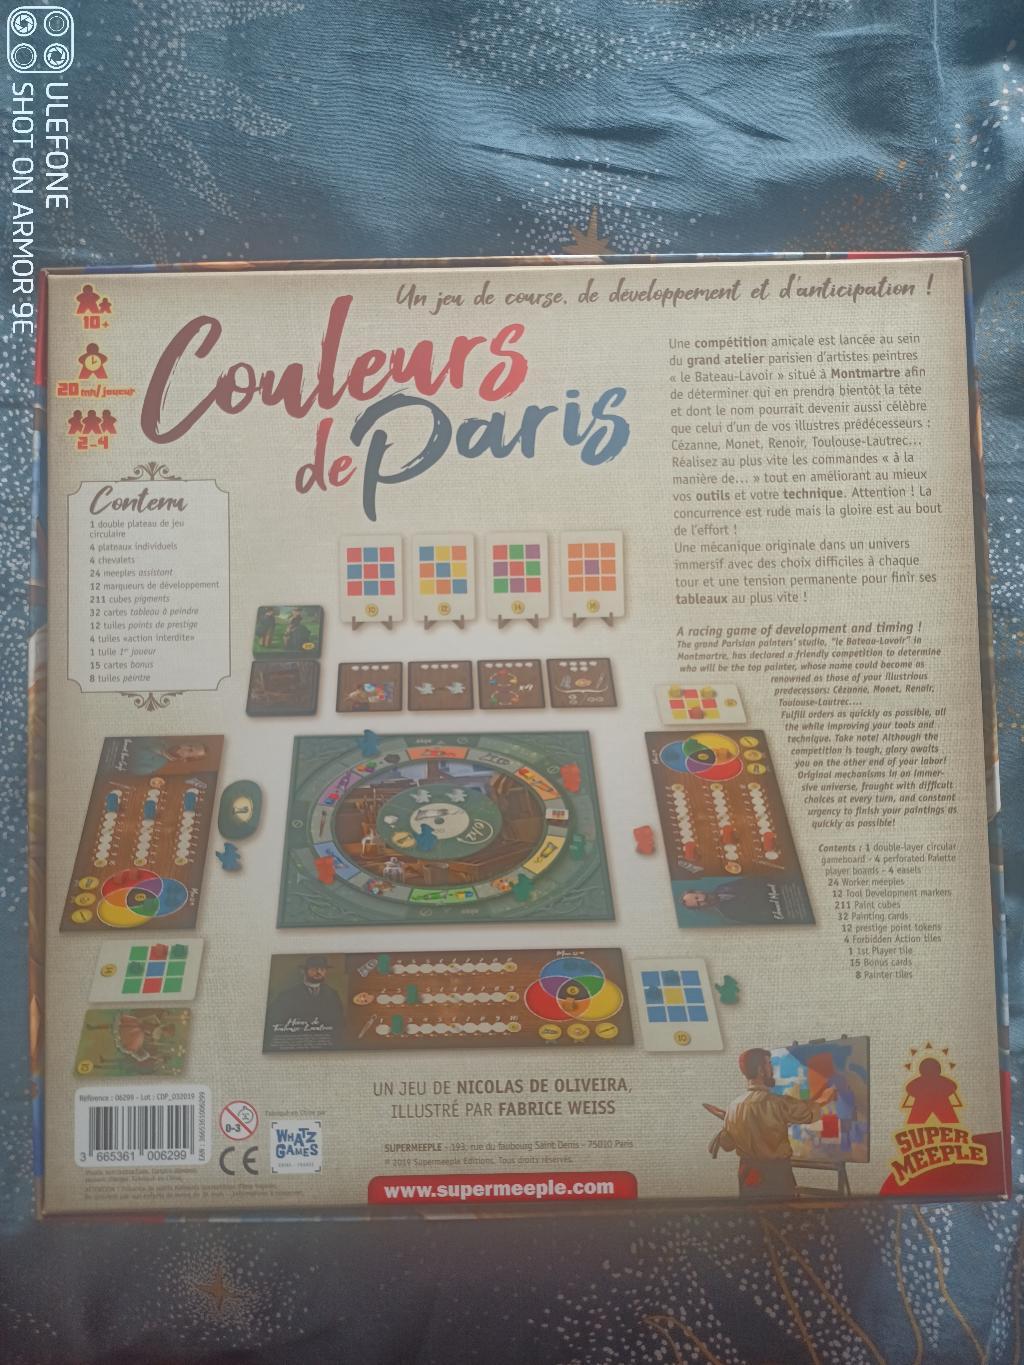 ULEFONE
SHOT ON ARMOR 9E
Un jeu de course, de développement et d'anticipation !
10+
20 mn/joueur
2-4
Couleurs
de Paris
Une compétition amicale est lancée au sein
du grand atelier parisien d'artistes peintres
« le Bateau-Lavoir » situé à Montmartre afin
de déterminer qui en prendra bientôt la tête
et dont le nom pourrait devenir aussi célèbre
que celui d'un de vos illustres prédécesseurs :
Cézanne, Monet, Renoir, Toulouse-Lautrec...
Réalisez au plus vite les commandes « à la
manière de... » tout en améliorant au mieux
vos outils et votre technique. Attention ! La
concurrence est rude mais la gloire est au bout
de l'effort !
Une mécanique originale dans un univers
immersif avec des choix difficiles à chaque
tour et une tension permanente pour finir ses
tableaux au plus vite !
Contenu
1 double plateau de jeu
circulaire
4 plateaux individuels
4 chevalets
24 meeples assistant
12 marqueurs de développement
211 cubes pigments
32 cartes tableau à peindre
12 tuiles points de prestige
4 tuiles «action interdite»
1 tuile 1er joueur
15 cartes bonus
8 tuiles peintre
A racing game of development and timing !
The grand Parisian painters' studio, "le Bateau-Lavoir" in
Montmartre, has declared a friendly competition to determine
who will be the top painter, whose name could become as
renowned as those of your illustrious
predecessors: Cézanne, Monet, Renoir,
Toulouse-Lautrec....
Fulfill orders as quickly as possible, all
the while improving your tools and
technique. Take note! Although the
competition is tough, glory awaits
you on the other end of your labor!
Original mechanisms in an immer-
sive universe, fraught with difficult
choices at every turn, and constant
urgency to finish your paintings as
quickly as possible!
Contents : 1 double-layer circular
gameboard - 4 perforated Palette
player boards - 4 easels
24 Worker meeples
12 Tool Development markers
211 Paint cubes
32 Painting cards
12 prestige point tokens
4 Forbidden Action tiles
1 1st Player tile
15 Bonus cards
8 Painter tiles
Henri de
Toulouse-Lautrec
10
UN JEU DE NICOLAS DE OLIVEIRA,
ILLUSTRÉ PAR FABRICE WEISS
SUPERMEEPLE - 193, rue du faubourg Saint Denis - 75010 Paris
© 2019 Supermeeple Editions. Tous droits réservés.
www.supermeeple.com
Référence : 06299 - Lot : CDP_032019
EAN : 3665361006299
3 665361 006299
0-3
CE
Fabriqué en Chine par
WHATZ
GAMES
SUPER
MEEPLE